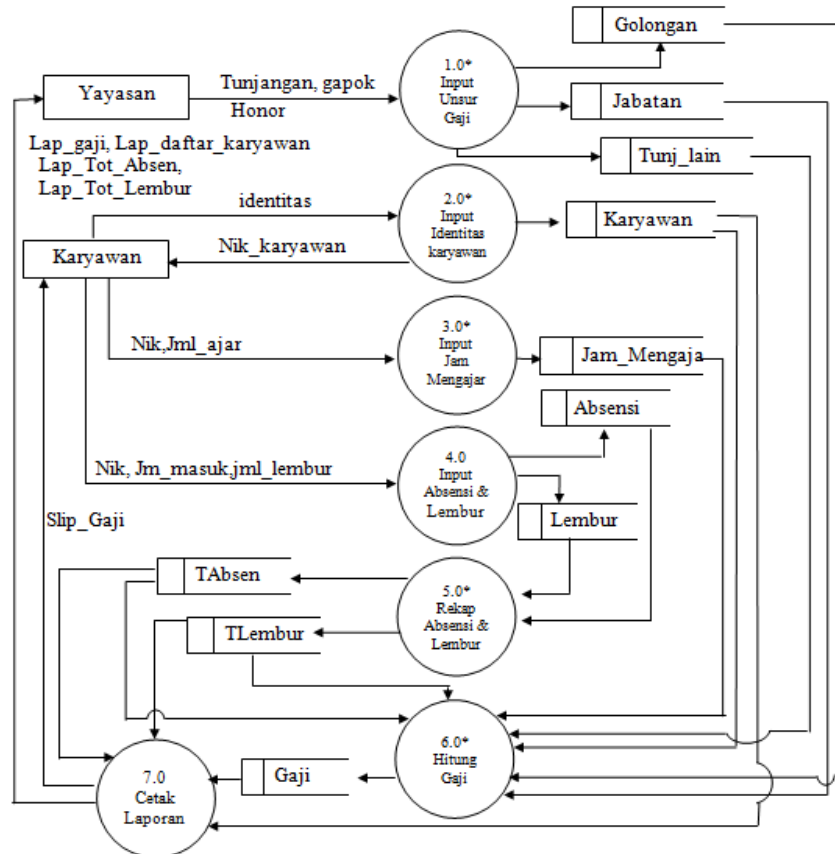 Golongan
1.0*
Input
Unsur
Gaji
Tunjangan, gapok
Honor
Yayasan
Jabatan
Lap_gaji, Lap_daftar_karyawan
Lap_Tot_Absen,
Lap_Tot_Lembur
Tunj_lain
identitas
2.0*
Input
Identitas
karyawan
Karyawan
Nik_karyawan
Karyawan
3.0*
Input
Jam
Mengajar
Nik,Jml_ajar
Jam_Mengaja
Absensi
4.0
Input
Absensi &
Lembur
Nik, Jm_masuk,jml_lembur
Lembur
Slip_Gaji
TAbsen
5.0*
Rekap
Absensi &
Lembur
TLembur
6.0*
Hitung
Gaji
Gaji
7.0
Cetak
Laporan